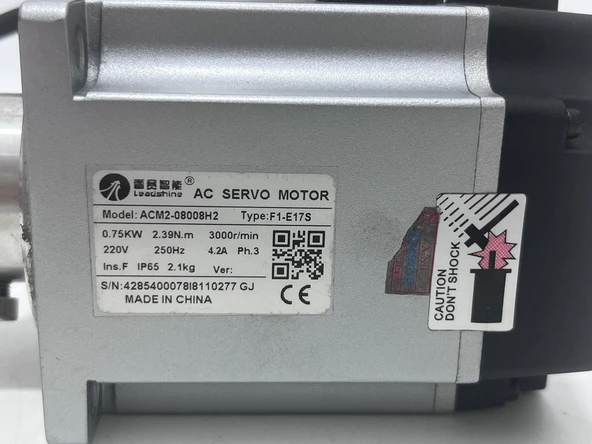 雷赛智能® AC SERVO MOTOR
Leadshine
Model: ACM2-08008H2 Type:F1-E17S
0.75KW 2.39N.m 3000r/min
220V 250Hz 4.2A Ph.3
Ins.F IP65 2.1kg Ver:
S/N:4285400078I8110277 GJ
MADE IN CHINA
CE
CAUTION
DON'T SHOCK